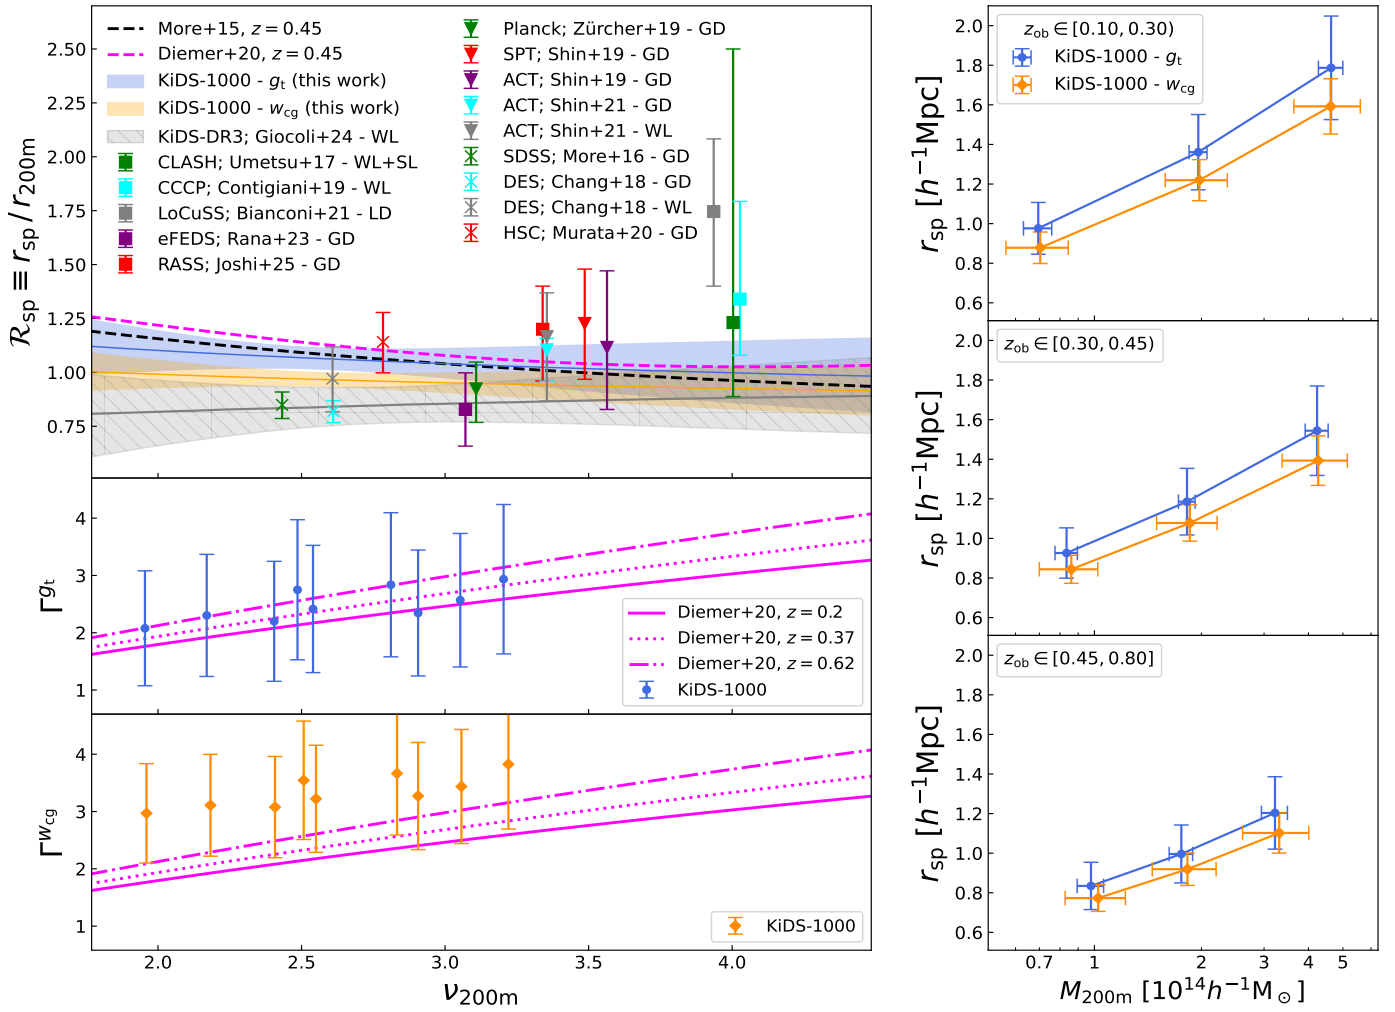 2.50
2.25
2.00
1.75
1.50
1.25
1.00
0.75
ℛsp ≡ rsp / r200m
More+15, z = 0.45
Diemer+20, z = 0.45
KiDS-1000 - gt (this work)
KiDS-1000 - wcg (this work)
KiDS-DR3; Giocoli+24 - WL
CLASH; Umetsu+17 - WL+SL
CCCP; Contigiani+19 - WL
LoCuSS; Bianconi+21 - LD
eFEDS; Rana+23 - GD
RASS; Joshi+25 - GD
Planck; Zürcher+19 - GD
SPT; Shin+19 - GD
ACT; Shin+19 - GD
ACT; Shin+21 - GD
ACT; Shin+21 - WL
SDSS; More+16 - GD
DES; Chang+18 - GD
DES; Chang+18 - WL
HSC; Murata+20 - GD
4
3
2
1
Γgt
Diemer+20, z = 0.2
Diemer+20, z = 0.37
Diemer+20, z = 0.62
KiDS-1000
4
3
2
1
Γwcg
KiDS-1000
2.0 2.5 3.0 3.5 4.0
ν200m
2.0
1.8
1.6
1.4
1.2
1.0
0.8
0.6
rsp [h−1Mpc]
zob ∈ [0.10, 0.30)
KiDS-1000 - gt
KiDS-1000 - wcg
2.0
1.8
1.6
1.4
1.2
1.0
0.8
0.6
rsp [h−1Mpc]
zob ∈ [0.30, 0.45)
2.0
1.8
1.6
1.4
1.2
1.0
0.8
0.6
rsp [h−1Mpc]
zob ∈ [0.45, 0.80]
0.7 1 2 3 4 5
M200m [1014h−1M⊙]